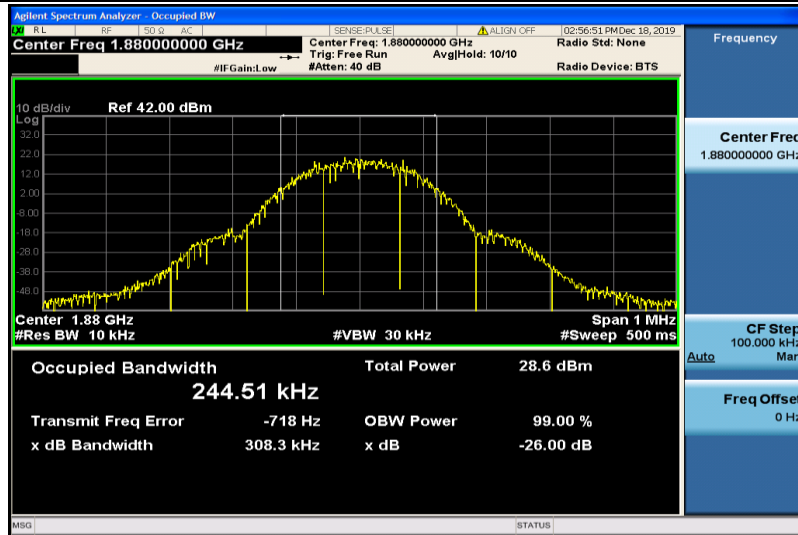 Agilent Spectrum Analyzer - Occupied BW
LXI RL RF 50 Ω AC SENSE:PULSE ALIGN OFF 02:56:51 PM Dec 18, 2019
Center Freq 1.880000000 GHz
Center Freq: 1.880000000 GHz
Radio Std: None
Trig: Free Run Avg|Hold: 10/10
#IFGain:Low
#Atten: 40 dB
Radio Device: BTS
10 dB/div Ref 42.00 dBm
Log
32.0
22.0
12.0
2.00
-8.00
-18.0
-28.0
-38.0
-48.0
Center 1.88 GHz Span 1 MHz
#Res BW 10 kHz #VBW 30 kHz #Sweep 500 ms
Occupied Bandwidth Total Power 28.6 dBm
244.51 kHz
Transmit Freq Error -718 Hz OBW Power 99.00 %
x dB Bandwidth 308.3 kHz x dB -26.00 dB
MSG STATUS
Frequency
Center Freq
1.880000000 GHz
CF Step
100.000 kHz
Auto Man
Freq Offset
0 Hz